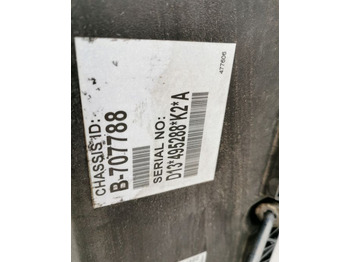 CHASSIS ID:
B-707788
SERIAL NO:
D13*495288*K2*A
477606